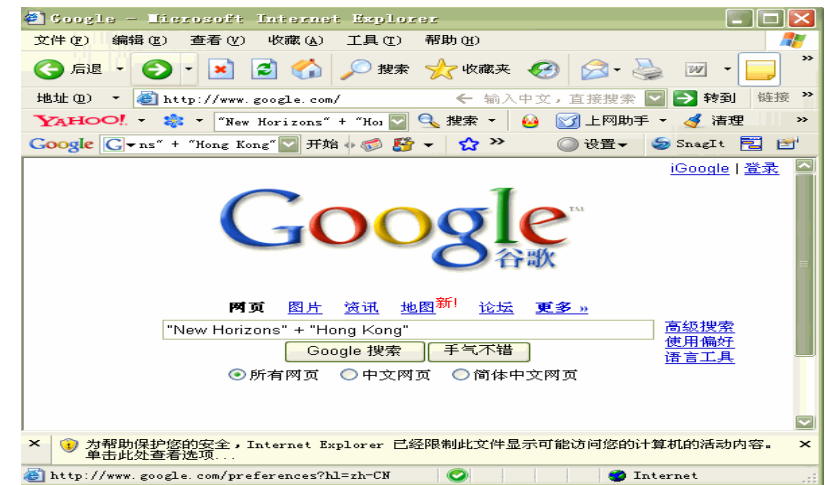 Google - Microsoft Internet Explorer
文件(F) 编辑(E) 查看(V) 收藏(A) 工具(T) 帮助(H)
后退 搜索 收藏夹 »
地址(D) http://www.google.com/ ← 输入中文，直接搜索 转到 链接 »
YAHOO! "New Horizons" + "Hon 搜索 上网助手 清理 »
Google G ns" + "Hong Kong" 开始 » 设置 SnagIt
iGoogle | 登录
Google™
谷歌
网页 图片 资讯 地图新! 论坛 更多 »
"New Horizons" + "Hong Kong" 高级搜索
Google 搜索 手气不错 使用偏好
语言工具
所有网页 中文网页 简体中文网页
× 为帮助保护您的安全，Internet Explorer 已经限制此文件显示可能访问您的计算机的活动内容。 ×
单击此处查看选项...
http://www.google.com/preferences?hl=zh-CN Internet